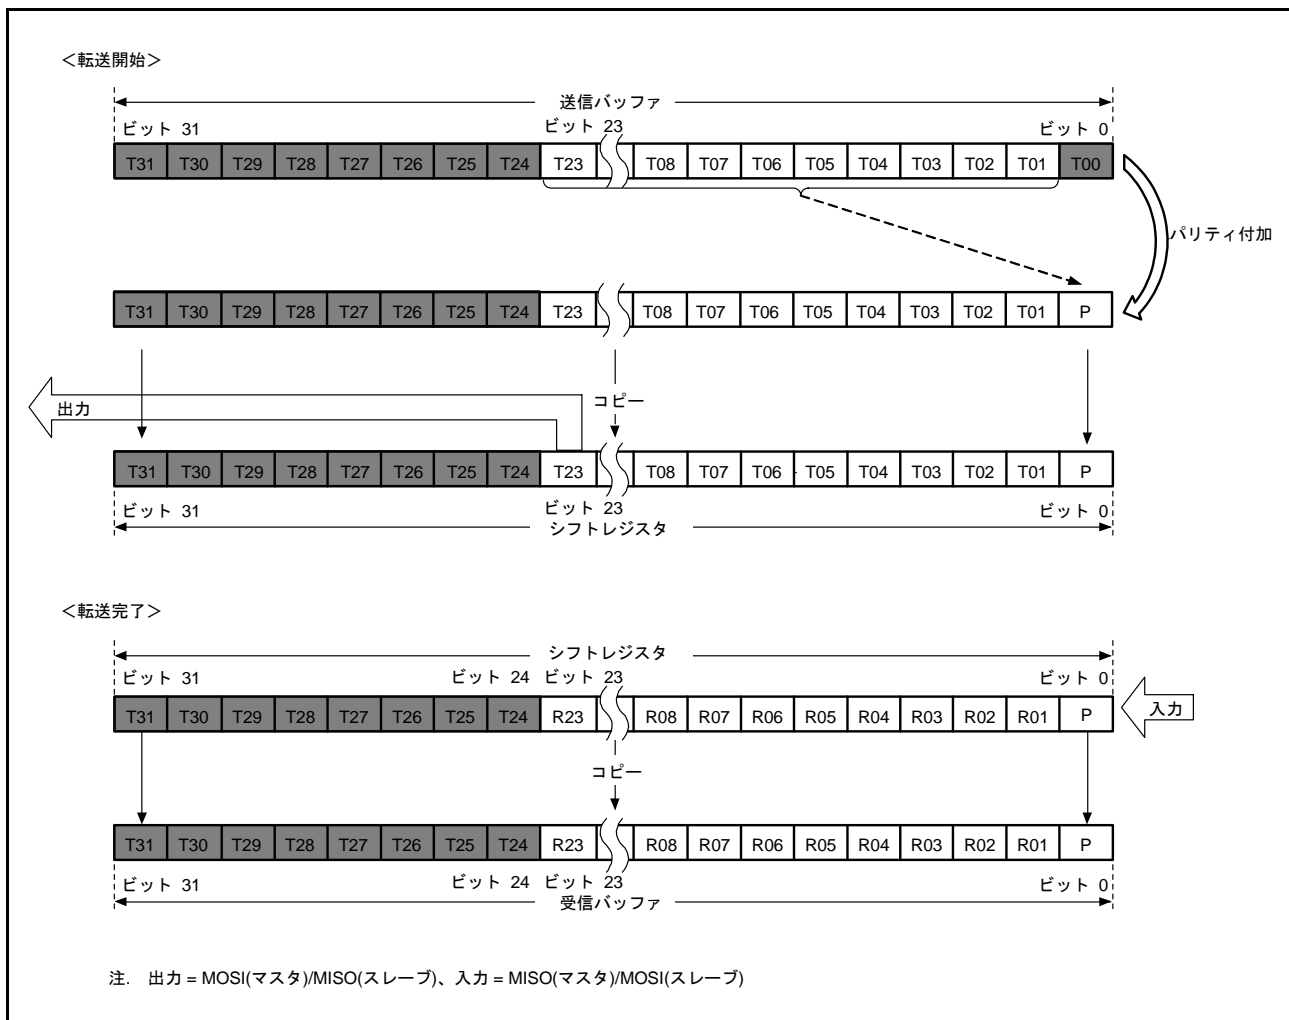 ＜転送開始＞
送信バッファ
ビット 31 ビット 23 ビット 0
T31 T30 T29 T28 T27 T26 T25 T24 T23 T08 T07 T06 T05 T04 T03 T02 T01 T00
パリティ付加
T31 T30 T29 T28 T27 T26 T25 T24 T23 T08 T07 T06 T05 T04 T03 T02 T01 P
出力 コピー
T31 T30 T29 T28 T27 T26 T25 T24 T23 T08 T07 T06 T05 T04 T03 T02 T01 P
ビット 31 ビット 23 ビット 0
シフトレジスタ
＜転送完了＞
シフトレジスタ
ビット 31 ビット 24 ビット 23 ビット 0
T31 T30 T29 T28 T27 T26 T25 T24 R23 R08 R07 R06 R05 R04 R03 R02 R01 P
入力
コピー
T31 T30 T29 T28 T27 T26 T25 T24 R23 R08 R07 R06 R05 R04 R03 R02 R01 P
ビット 31 ビット 24 ビット 23 ビット 0
受信バッファ
注. 出力 = MOSI(マスタ)/MISO(スレーブ)、入力 = MISO(マスタ)/MOSI(スレーブ)